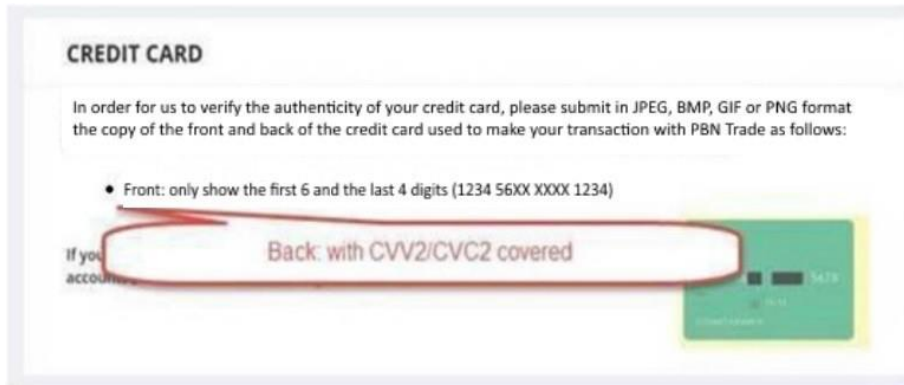 CREDIT CARD
In order for us to verify the authenticity of your credit card, please submit in JPEG, BMP, GIF or PNG format
the copy of the front and back of the credit card used to make your transaction with PBN Trade as follows:
• Front: only show the first 6 and the last 4 digits (1234 56XX XXXX 1234)
Back: with CVV2/CVC2 covered
If you
5678